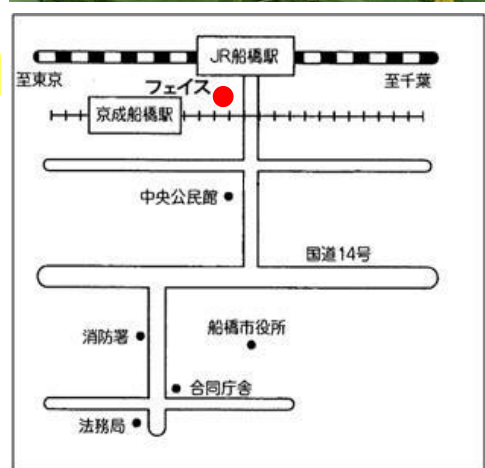 JR船橋駅
至東京
至千葉
フェイス
京成船橋駅
中央公民館
国道14号
消防署
船橋市役所
合同庁舎
法務局